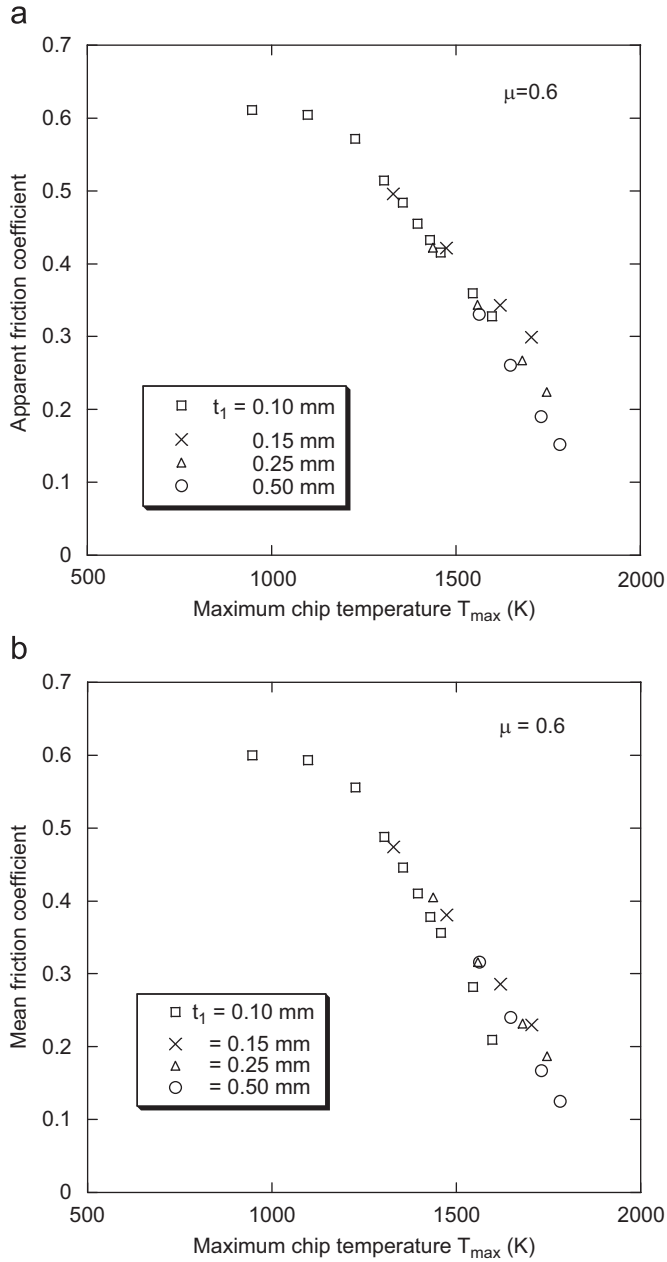 a
0.7
0.6
0.5
0.4
0.3
0.2
0.1
0
Apparent friction coefficient
μ=0.6
t1 = 0.10 mm
0.15 mm
0.25 mm
0.50 mm
500 1000 1500 2000
Maximum chip temperature Tmax (K)
b
0.7
0.6
0.5
0.4
0.3
0.2
0.1
0
Mean friction coefficient
μ = 0.6
t1 = 0.10 mm
= 0.15 mm
= 0.25 mm
= 0.50 mm
500 1000 1500 2000
Maximum chip temperature Tmax (K)